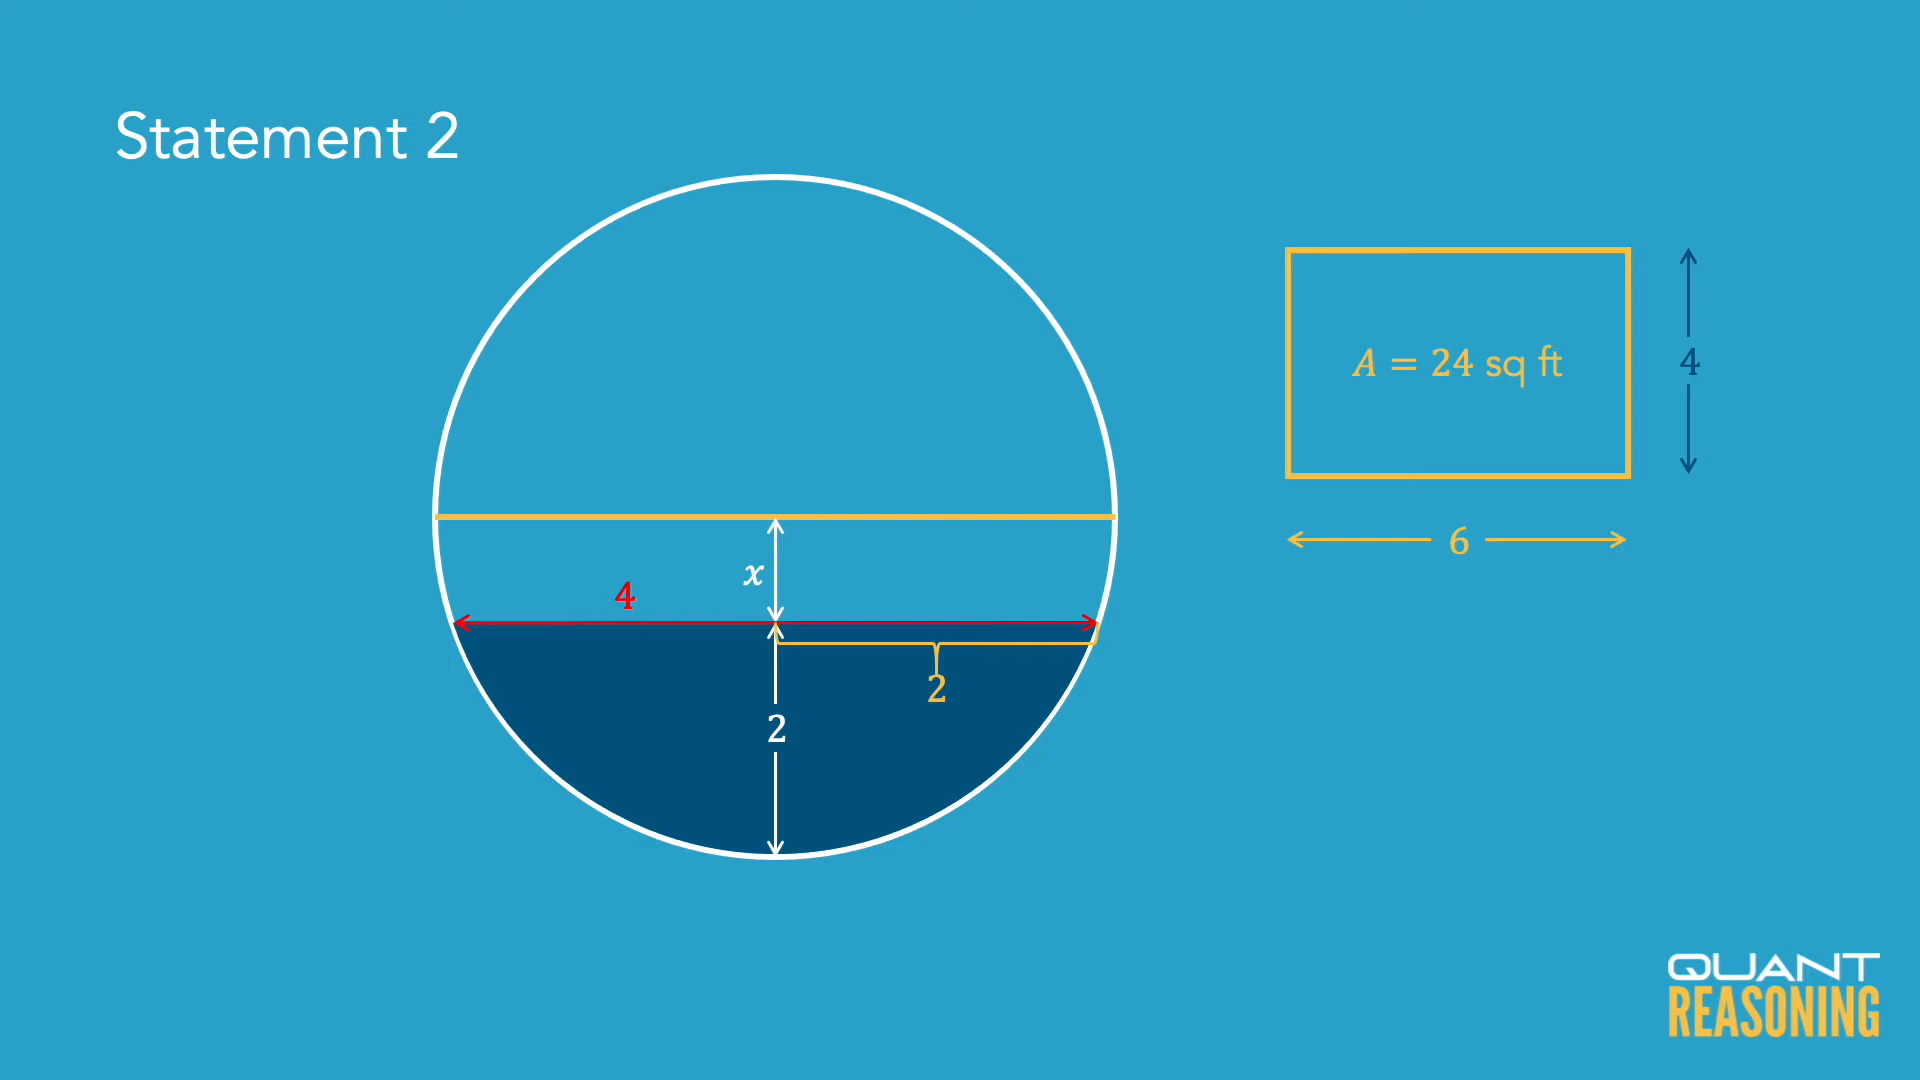 Statement 2
A = 24 sq ft
4
6
x
4
2
2
QUANT
REASONING